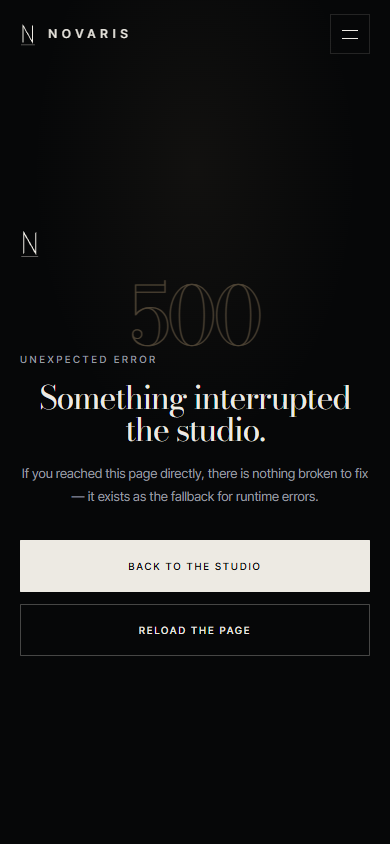 N NOVARIS
N
500
UNEXPECTED ERROR
Something interrupted
the studio.
If you reached this page directly, there is nothing broken to fix
— it exists as the fallback for runtime errors.
BACK TO THE STUDIO
RELOAD THE PAGE